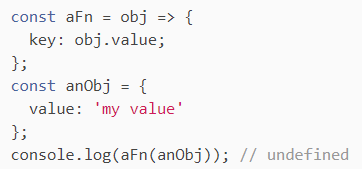 const aFn = obj => {
  key: obj.value;
};
const anObj = {
  value: 'my value'
};
console.log(aFn(anObj)); // undefined